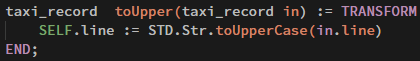 taxi_record  toUpper(taxi_record in) := TRANSFORM
    SELF.line := STD.Str.toUpperCase(in.line)
END;